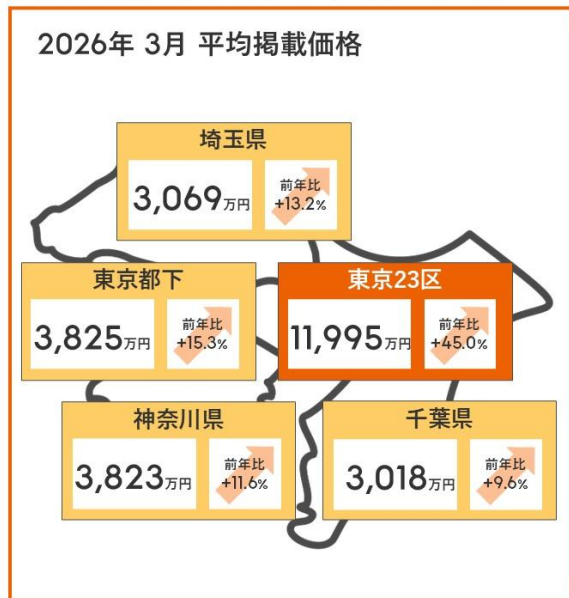 2026年 3月 平均掲載価格
埼玉県
3,069万円
前年比
+13.2%
東京都下
3,825万円
前年比
+15.3%
東京23区
11,995万円
前年比
+45.0%
神奈川県
3,823万円
前年比
+11.6%
千葉県
3,018万円
前年比
+9.6%